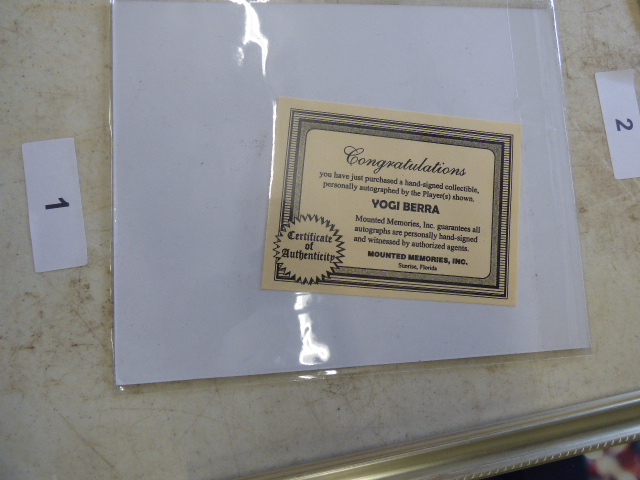 Congratulations
you have just purchased a hand-signed collectible,
personally autographed by the Player(s) shown.
YOGI BERRA
Mounted Memories, Inc. guarantees all
autographs are personally hand-signed
and witnessed by authorized agents.
MOUNTED MEMORIES, INC.
Sunrise, Florida
Certificate
of
Authenticity
1
2